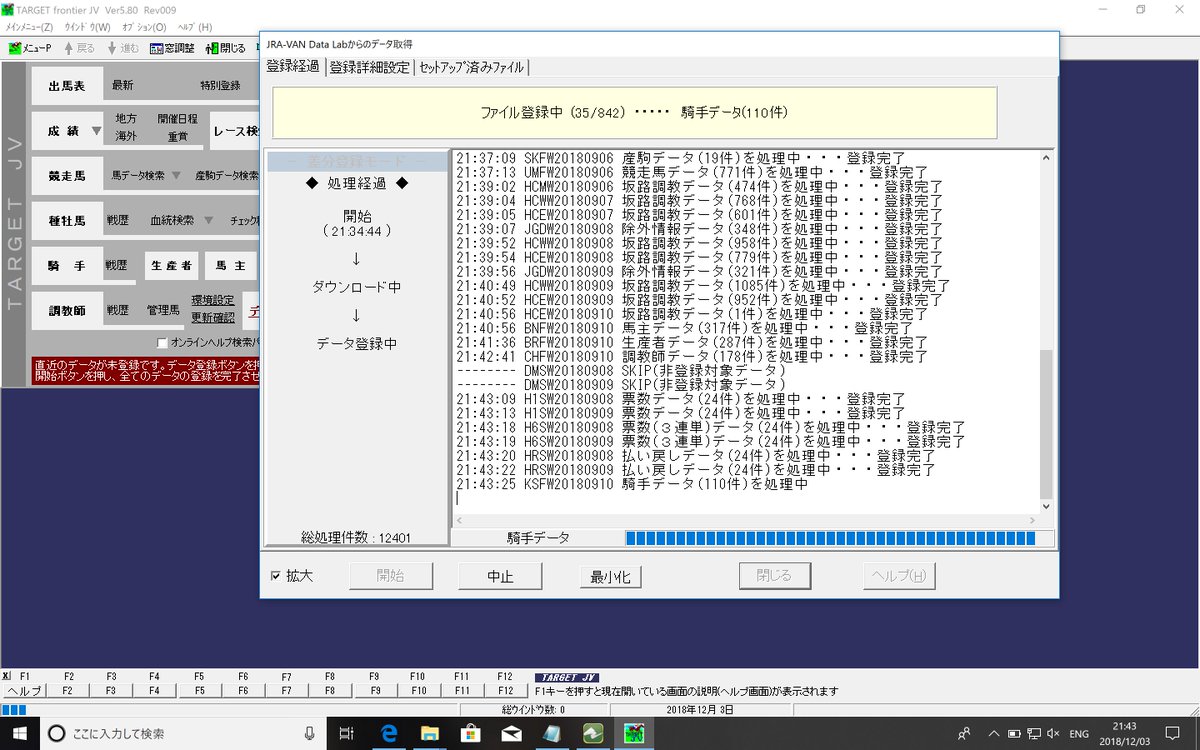 TARGET frontier JV Ver5.80 Rev009
メインメニュー(Z) ウインドウ(W) オプション(O) ヘルプ(H)
メニューP 戻る 進む 窓調整 閉じる
JRA-VAN Data Labからのデータ取得
登録経過 登録詳細設定 セットアップ済みファイル
ファイル登録中 (35/842) ・・・・・ 騎手データ(110件)
TARGET JV
出馬表 最新 特別登録
成績 ▼ 地方 開催日程
海外 重賞
競走馬 馬データ検索 ▼ 産駒データ検索
種牡馬 戦歴 血統検索 ▼
騎手 戦歴 生産者 馬主
調教師 戦歴 管理馬 環境設定
更新確認
オンラインヘルプ検索
直近のデータが未登録です。データ登録ボタンを押
開始ボタンを押し、全てのデータの登録を完了させ
- 差分登録モード -
◆ 処理経過 ◆
開始
( 21:34:44 )
↓
ダウンロード中
↓
データ登録中
総処理件数 : 12401
21:37:09 SKFW20180906 産駒データ(19件)を処理中・・・登録完了
21:37:13 UMFW20180906 競走馬データ(771件)を処理中・・・登録完了
21:39:02 HCMW20180906 坂路調教データ(474件)を処理中・・・登録完了
21:39:04 HCWW20180907 坂路調教データ(768件)を処理中・・・登録完了
21:39:05 HCEW20180907 坂路調教データ(601件)を処理中・・・登録完了
21:39:07 JGDW20180908 除外情報データ(348件)を処理中・・・登録完了
21:39:52 HCWW20180908 坂路調教データ(958件)を処理中・・・登録完了
21:39:54 HCEW20180908 坂路調教データ(779件)を処理中・・・登録完了
21:39:56 JGDW20180909 除外情報データ(321件)を処理中・・・登録完了
21:40:49 HCWW20180909 坂路調教データ(1085件)を処理中・・・登録完了
21:40:52 HCEW20180909 坂路調教データ(952件)を処理中・・・登録完了
21:40:56 HCEW20180910 坂路調教データ(1件)を処理中・・・登録完了
21:40:56 BNFW20180910 馬主データ(317件)を処理中・・・登録完了
21:41:36 BRFW20180910 生産者データ(287件)を処理中・・・登録完了
21:42:41 CHFW20180910 調教師データ(178件)を処理中・・・登録完了
-------- DMSW20180908 SKIP(非登録対象データ)
-------- DMSW20180909 SKIP(非登録対象データ)
21:43:09 H1SW20180908 票数データ(24件)を処理中・・・登録完了
21:43:13 H1SW20180909 票数データ(24件)を処理中・・・登録完了
21:43:18 H6SW20180908 票数(3連単)データ(24件)を処理中・・・登録完了
21:43:19 H6SW20180909 票数(3連単)データ(24件)を処理中・・・登録完了
21:43:20 HRSW20180908 払い戻しデータ(24件)を処理中・・・登録完了
21:43:22 HRSW20180909 払い戻しデータ(24件)を処理中・・・登録完了
21:43:25 KSFW20180910 騎手データ(110件)を処理中
騎手データ
拡大 開始 中止 最小化 閉じる ヘルプ(H)
F1 F2 F3 F4 F5 F6 F7 F8 F9 F10 F11 F12 TARGET JV
ヘルプ F2 F3 F4 F5 F6 F7 F8 F9 F10 F11 F12 F1キーを押すと現在開いている画面の説明(ヘルプ画面)が表示されます
総ウインドウ数: 0 2018年12月 3日
ここに入力して検索
ENG
21:43
2018/12/03